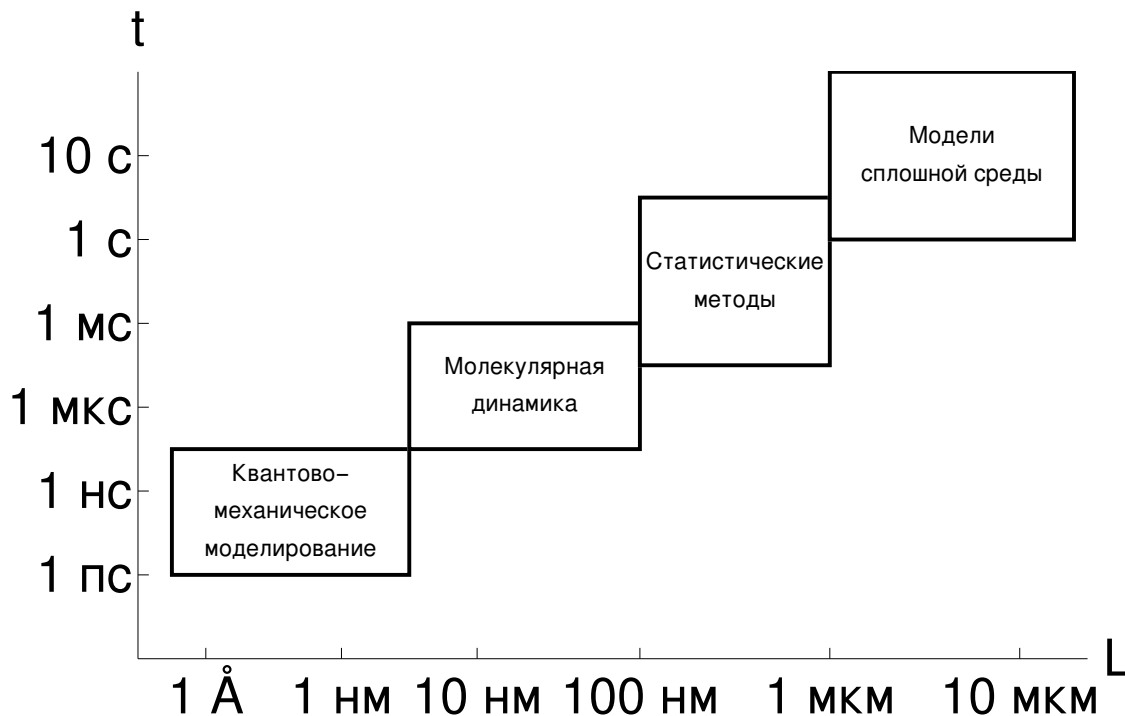 t
10 с
1 с
1 мс
1 мкс
1 нс
1 пс
Модели
сплошной среды
Статистические
методы
Молекулярная
динамика
Квантово–
механическое
моделирование
1 Å 1 нм 10 нм 100 нм 1 мкм 10 мкм
L